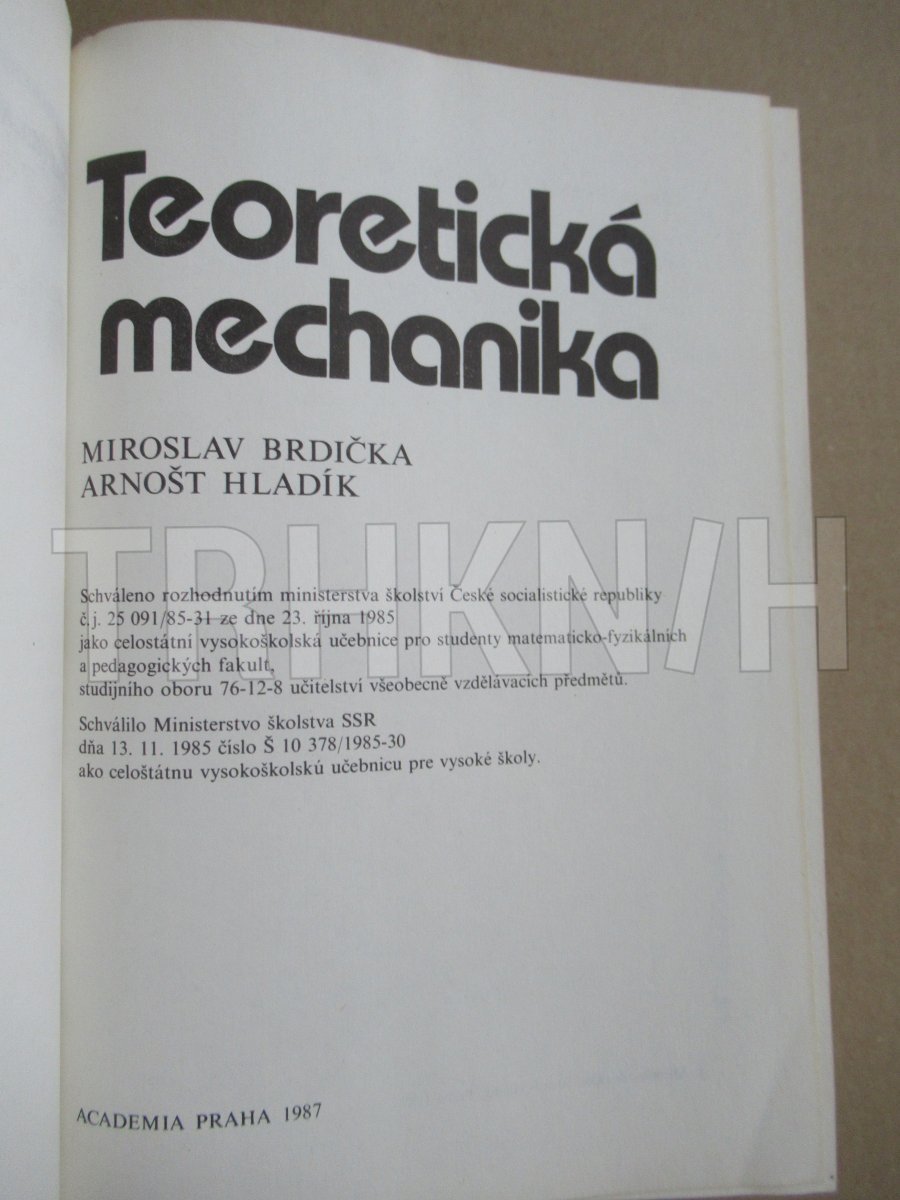 Teoretická
mechanika
MIROSLAV BRDIČKA
ARNOŠT HLADÍK
TRHKNIH
Schváleno rozhodnutím ministerstva školství České socialistické republiky
č.j. 25 091/85-31 ze dne 23. října 1985
jako celostátní vysokoškolská učebnice pro studenty matematicko-fyzikálních
a pedagogických fakult,
studijního oboru 76-12-8 učitelství všeobecně vzdělávacích předmětů.
Schválilo Ministerstvo školstva SSR
dňa 13. 11. 1985 číslo Š 10 378/1985-30
ako celoštátnu vysokoškolskú učebnicu pre vysoké školy.
ACADEMIA PRAHA 1987